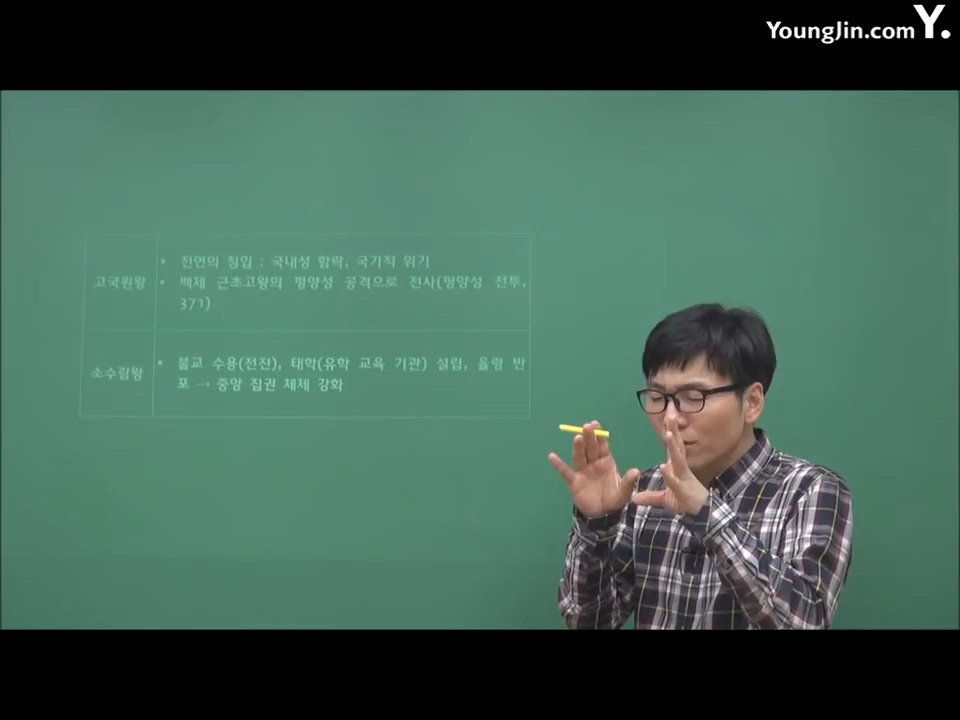 YoungJin.com Y.
고국원왕
• 전연의 침입 : 국내성 함락, 국가적 위기
• 백제 근초고왕의 평양성 공격으로 전사(평양성 전투,
371)
소수림왕
• 불교 수용(전진), 태학(유학 교육 기관) 설립, 율령 반
포 → 중앙 집권 체제 강화